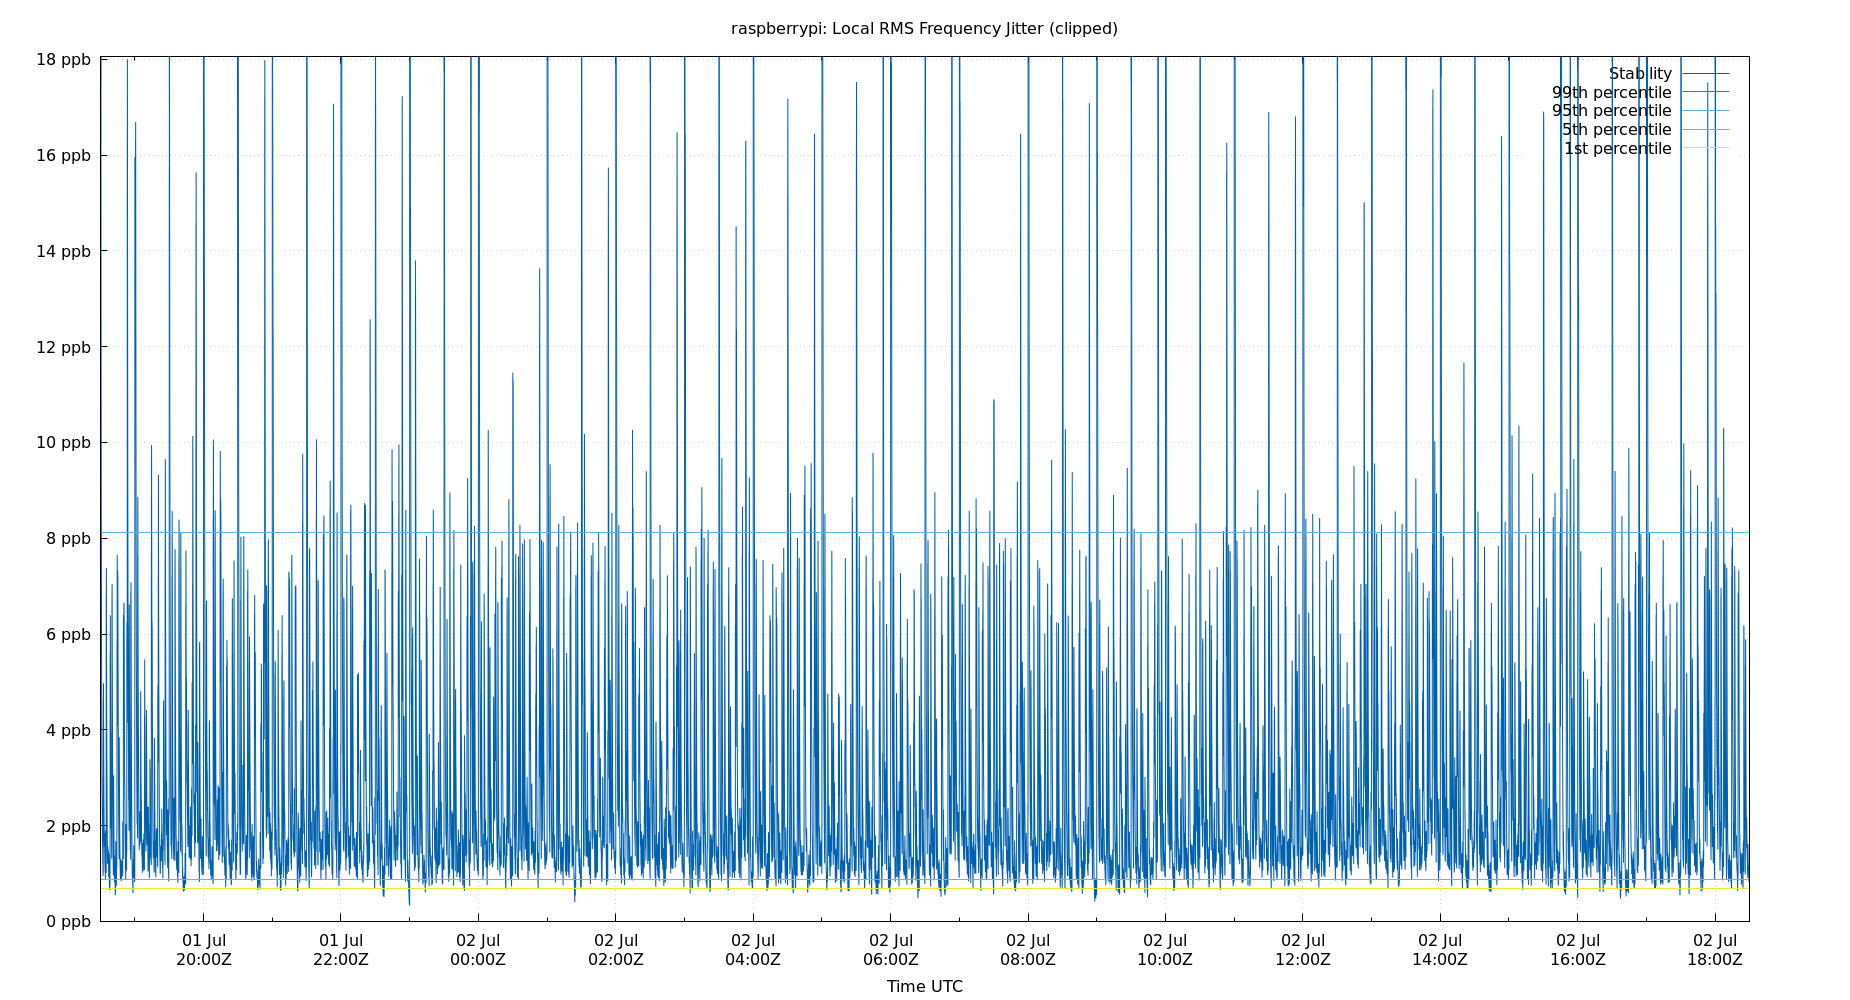 raspberrypi: Local RMS Frequency Jitter (clipped)
18 ppb
16 ppb
14 ppb
12 ppb
10 ppb
8 ppb
6 ppb
4 ppb
2 ppb
0 ppb
Stability
99th percentile
95th percentile
5th percentile
1st percentile
01 Jul 01 Jul 02 Jul 02 Jul 02 Jul 02 Jul 02 Jul 02 Jul 02 Jul 02 Jul 02 Jul 02 Jul
20:00Z 22:00Z 00:00Z 02:00Z 04:00Z 06:00Z 08:00Z 10:00Z 12:00Z 14:00Z 16:00Z 18:00Z
Time UTC